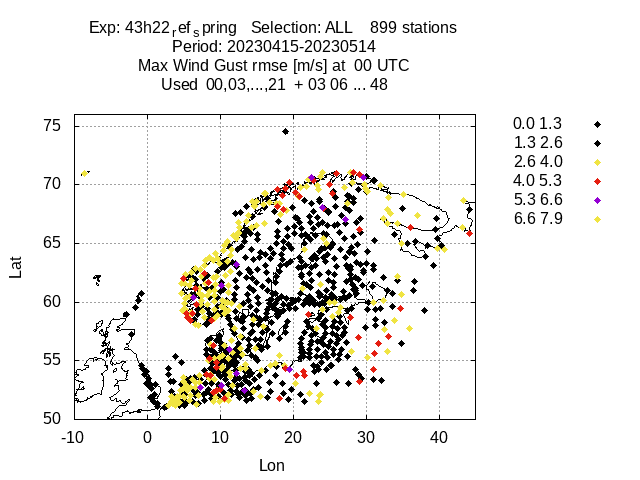 Exp: 43h22ref spring Selection: ALL 899 stations
Period: 20230415-20230514
Max Wind Gust rmse [m/s] at 00 UTC
Used 00,03,...,21 + 03 06 ... 48
0.0 1.3
1.3 2.6
2.6 4.0
4.0 5.3
5.3 6.6
6.6 7.9
75
70
65
60
55
50
Lat
-10 0 10 20 30 40
Lon